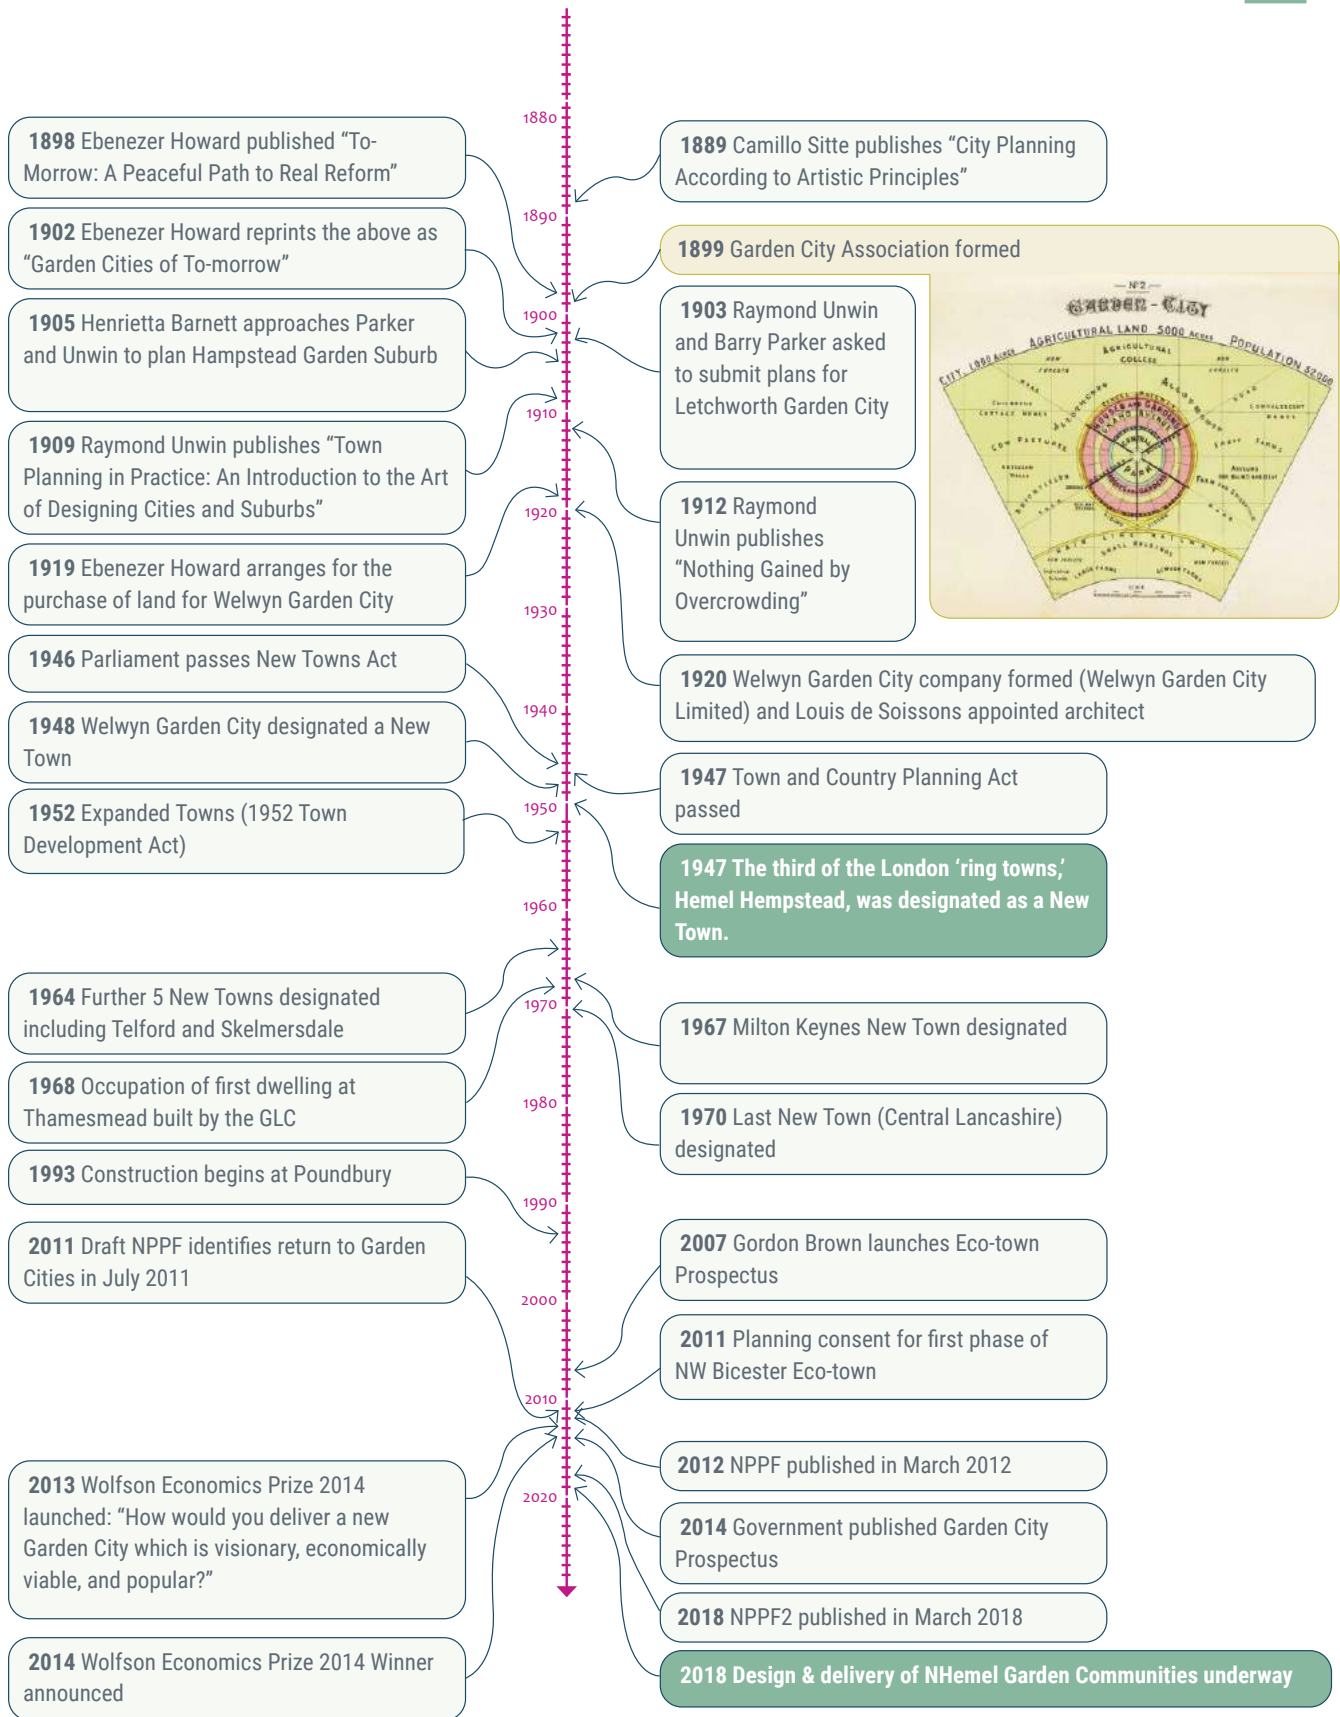 1880
1890
1900
1910
1920
1930
1940
1950
1960
1970
1980
1990
2000
2010
2020
1898 Ebenezer Howard published “To-
Morrow: A Peaceful Path to Real Reform”
1902 Ebenezer Howard reprints the above as
“Garden Cities of To-morrow”
1905 Henrietta Barnett approaches Parker
and Unwin to plan Hampstead Garden Suburb
1909 Raymond Unwin publishes “Town
Planning in Practice: An Introduction to the Art
of Designing Cities and Suburbs”
1919 Ebenezer Howard arranges for the
purchase of land for Welwyn Garden City
1946 Parliament passes New Towns Act
1948 Welwyn Garden City designated a New
Town
1952 Expanded Towns (1952 Town
Development Act)
1964 Further 5 New Towns designated
including Telford and Skelmersdale
1968 Occupation of first dwelling at
Thamesmead built by the GLC
1993 Construction begins at Poundbury
2011 Draft NPPF identifies return to Garden
Cities in July 2011
2013 Wolfson Economics Prize 2014
launched: “How would you deliver a new
Garden City which is visionary, economically
viable, and popular?”
2014 Wolfson Economics Prize 2014 Winner
announced
1889 Camillo Sitte publishes “City Planning
According to Artistic Principles”
1899 Garden City Association formed
1903 Raymond Unwin
and Barry Parker asked
to submit plans for
Letchworth Garden City
1912 Raymond
Unwin publishes
“Nothing Gained by
Overcrowding”
— Nº2 —
GARDEN-CITY
CITY 1000 ACRES AGRICULTURAL LAND 5000 ACRES POPULATION 32000
AGRICULTURAL
COLLEGE
COW PASTURES
GRAND AVENUE
PARK
SMALL HOLDINGS
LARGE FARMS
1920 Welwyn Garden City company formed (Welwyn Garden City
Limited) and Louis de Soissons appointed architect
1947 Town and Country Planning Act
passed
1947 The third of the London ‘ring towns,’
Hemel Hempstead, was designated as a New
Town.
1967 Milton Keynes New Town designated
1970 Last New Town (Central Lancashire)
designated
2007 Gordon Brown launches Eco-town
Prospectus
2011 Planning consent for first phase of
NW Bicester Eco-town
2012 NPPF published in March 2012
2014 Government published Garden City
Prospectus
2018 NPPF2 published in March 2018
2018 Design & delivery of NHemel Garden Communities underway